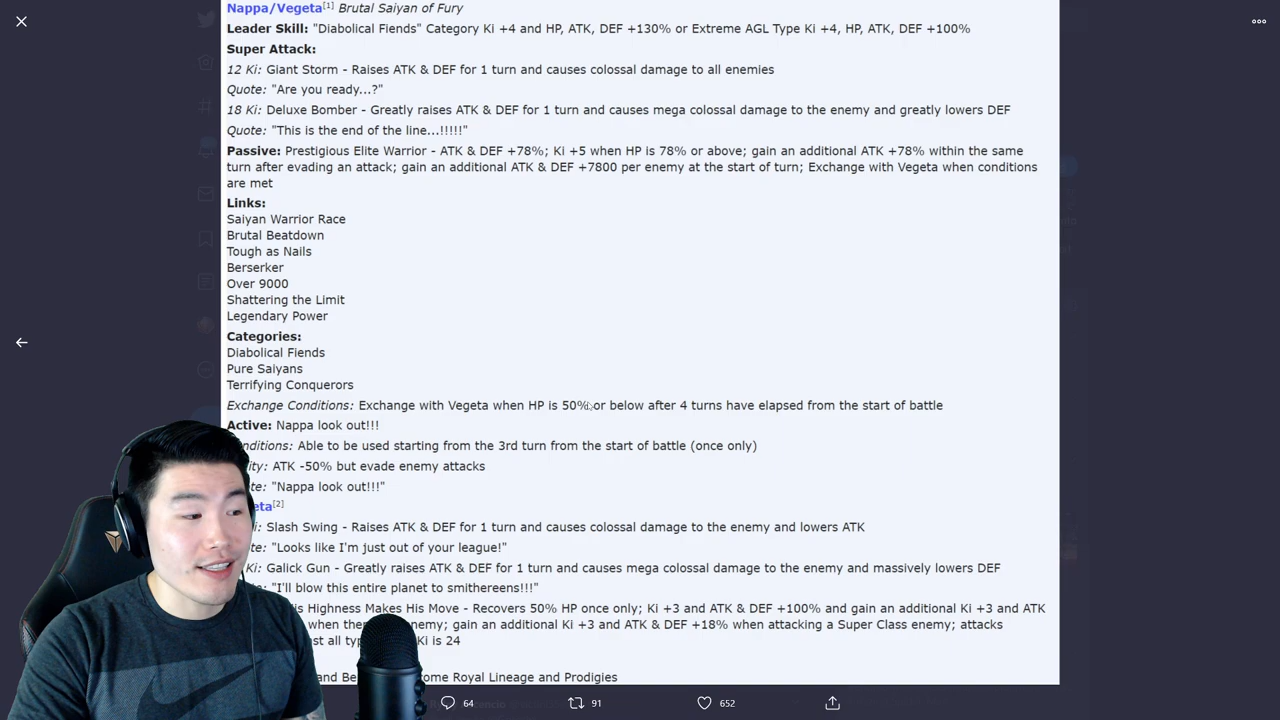 Nappa/Vegeta[1] Brutal Saiyan of Fury
Leader Skill: "Diabolical Fiends" Category Ki +4 and HP, ATK, DEF +130% or Extreme AGL Type Ki +4, HP, ATK, DEF +100%
Super Attack:
12 Ki: Giant Storm - Raises ATK & DEF for 1 turn and causes colossal damage to all enemies
Quote: "Are you ready...?"
18 Ki: Deluxe Bomber - Greatly raises ATK & DEF for 1 turn and causes mega colossal damage to the enemy and greatly lowers DEF
Quote: "This is the end of the line...!!!!!"
Passive: Prestigious Elite Warrior - ATK & DEF +78%; Ki +5 when HP is 78% or above; gain an additional ATK +78% within the same
turn after evading an attack; gain an additional ATK & DEF +7800 per enemy at the start of turn; Exchange with Vegeta when conditions
are met
Links:
Saiyan Warrior Race
Brutal Beatdown
Tough as Nails
Berserker
Over 9000
Shattering the Limit
Legendary Power
Categories:
Diabolical Fiends
Pure Saiyans
Terrifying Conquerors
Exchange Conditions: Exchange with Vegeta when HP is 50% or below after 4 turns have elapsed from the start of battle
Active: Nappa look out!!!
Able to be used starting from the 3rd turn from the start of battle (once only)
ATK -50% but evade enemy attacks
"Nappa look out!!!"
[2]
Slash Swing - Raises ATK & DEF for 1 turn and causes colossal damage to the enemy and lowers ATK
"Looks like I'm just out of your league!"
Ki: Galick Gun - Greatly raises ATK & DEF for 1 turn and causes mega colossal damage to the enemy and massively lowers DEF
"I'll blow this entire planet to smithereens!!!"
Highness Makes His Move - Recovers 50% HP once only; Ki +3 and ATK & DEF +100% and gain an additional Ki +3 and ATK
when enemy; gain an additional Ki +3 and ATK & DEF +18% when attacking a Super Class enemy; attacks
all Ki is 24
and Royal Lineage and Prodigies
64 91 652